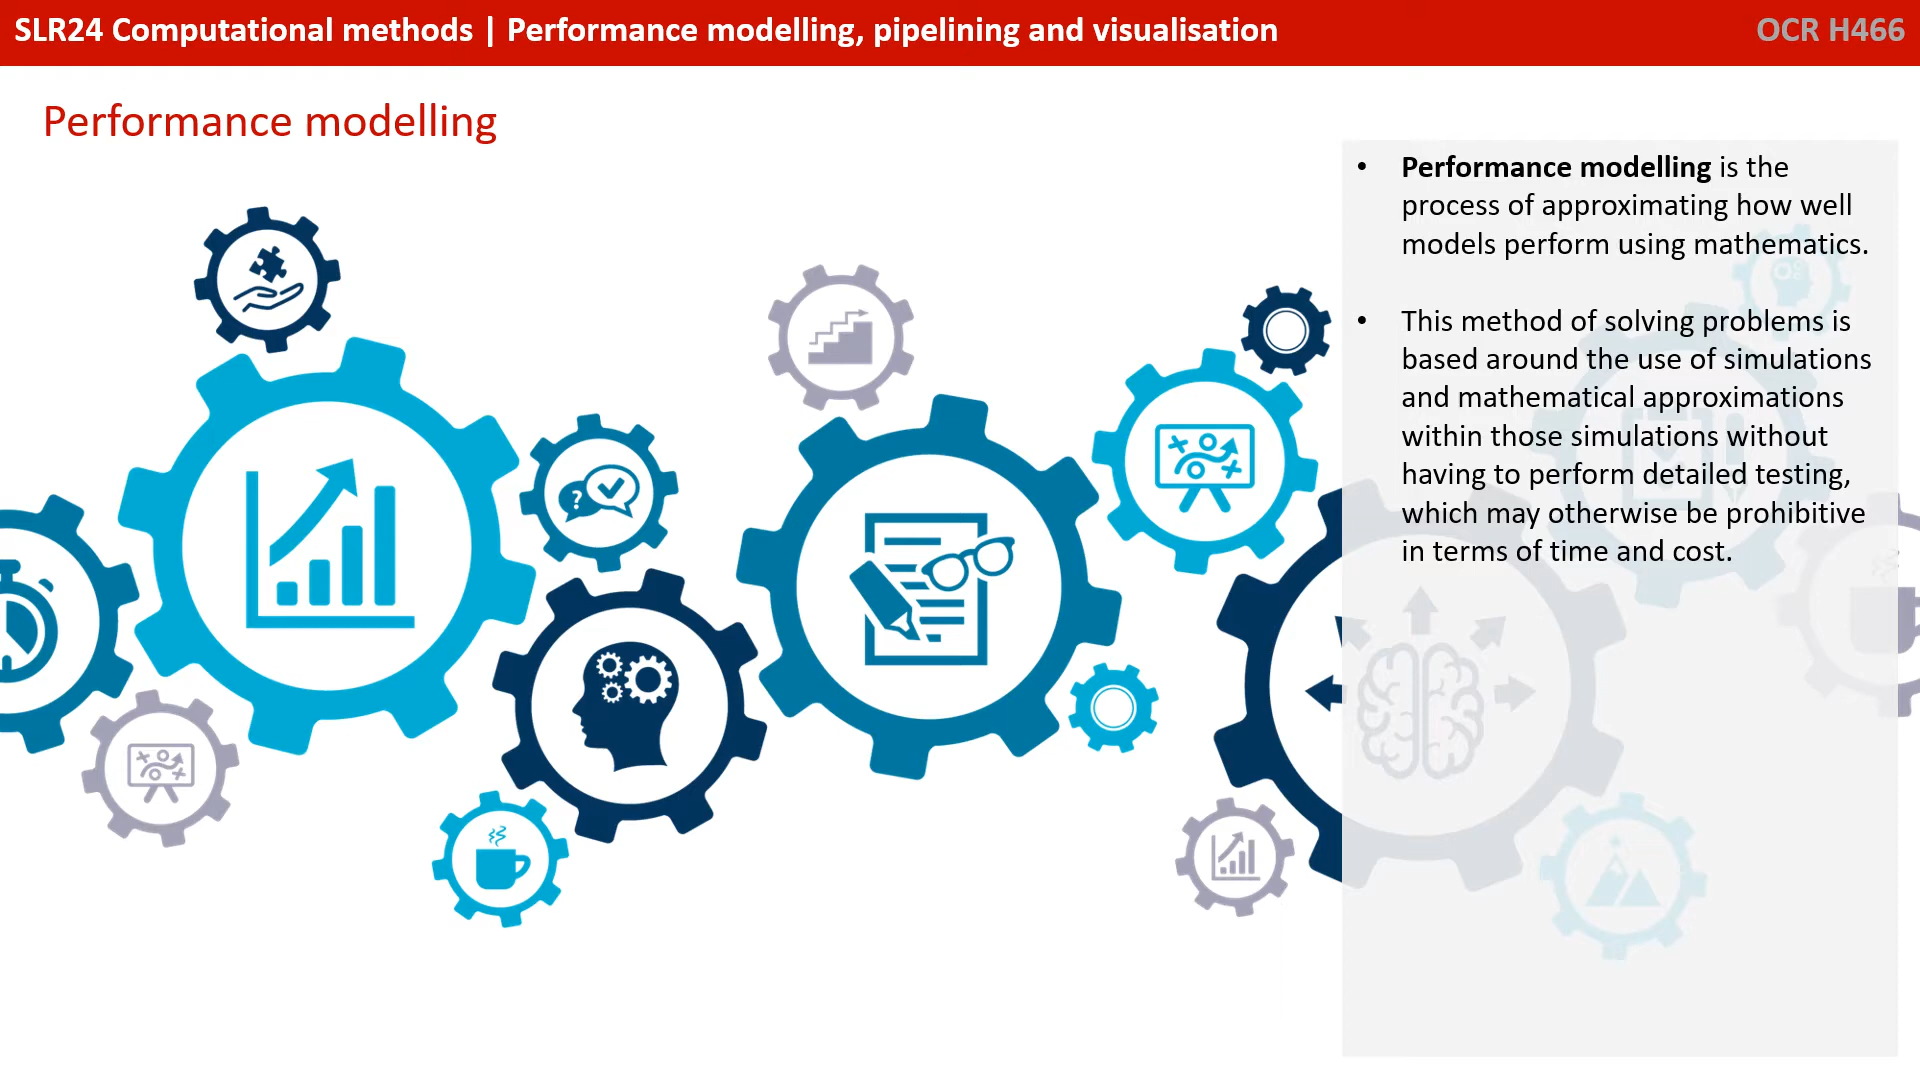 SLR24 Computational methods | Performance modelling, pipelining and visualisation
OCR H466
Performance modelling
• Performance modelling is the
process of approximating how well
models perform using mathematics.
• This method of solving problems is
based around the use of simulations
and mathematical approximations
within those simulations without
having to perform detailed testing,
which may otherwise be prohibitive
in terms of time and cost.